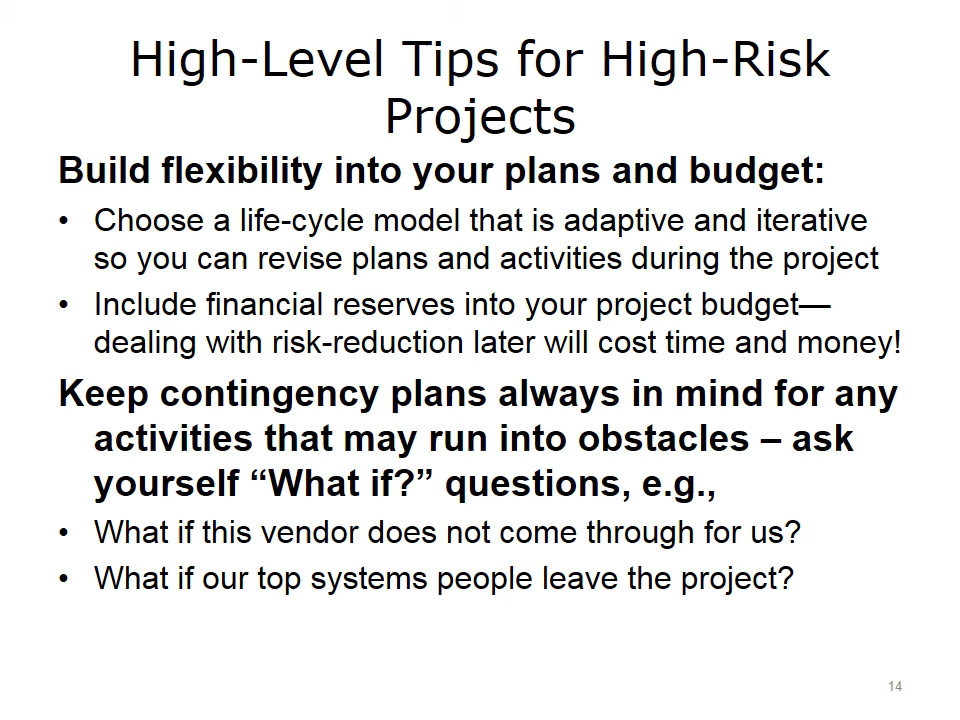 High-Level Tips for High-Risk
Projects
Build flexibility into your plans and budget:
• Choose a life-cycle model that is adaptive and iterative
so you can revise plans and activities during the project
• Include financial reserves into your project budget—
dealing with risk-reduction later will cost time and money!
Keep contingency plans always in mind for any
activities that may run into obstacles – ask
yourself “What if?” questions, e.g.,
• What if this vendor does not come through for us?
• What if our top systems people leave the project?
14